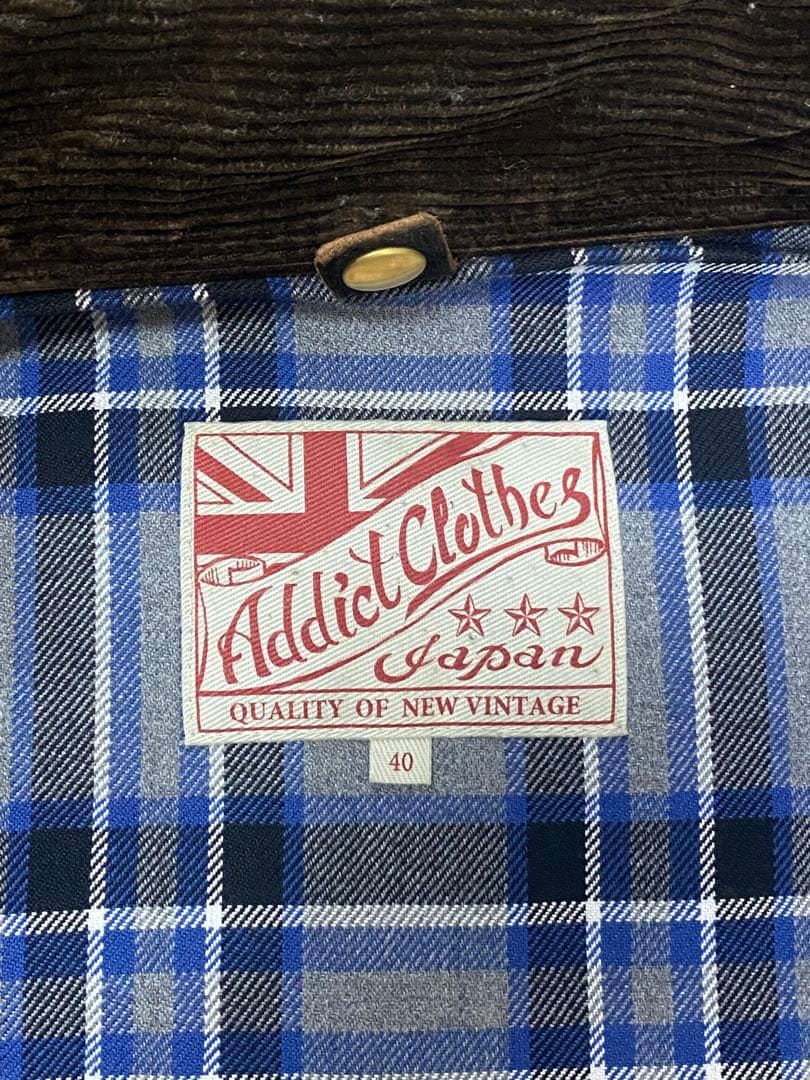 Addict Clothes
Japan
QUALITY OF NEW VINTAGE
40